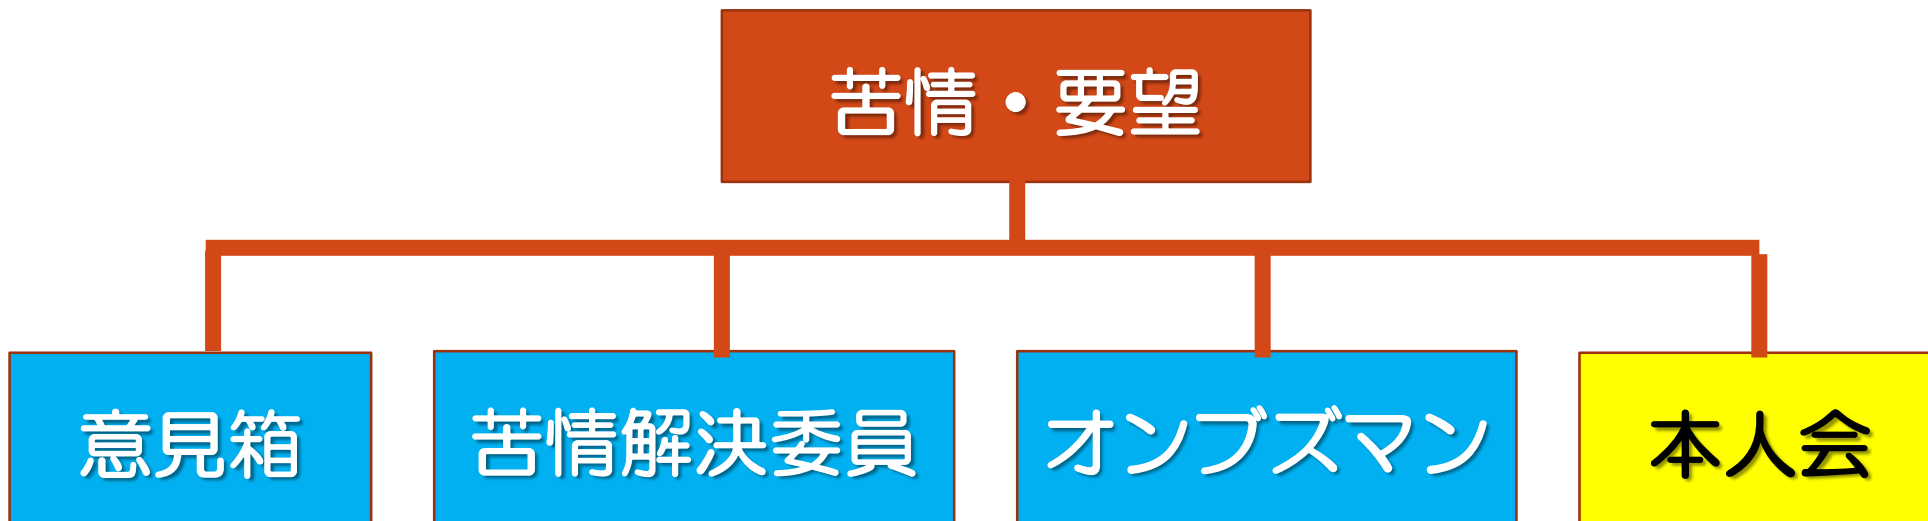 苦情・要望
意見箱
苦情解決委員
オンブズマン
本人会